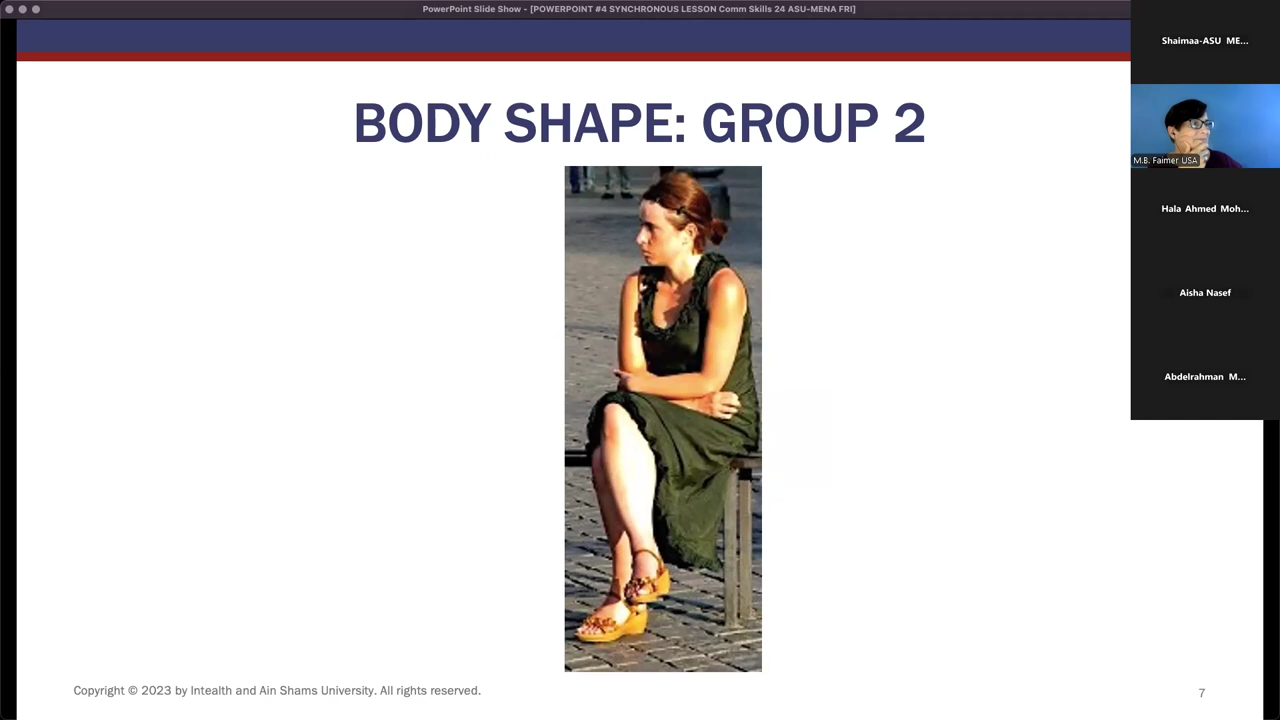 PowerPoint Slide Show - [POWERPOINT #4 SYNCHRONOUS LESSON Comm Skills 24 ASU-MENA FRI]
BODY SHAPE: GROUP 2
Shaimaa-ASU ME...
M.B. Faimer USA
Hala Ahmed Moh...
Aisha Nasef
Abdelrahman M...
Copyright © 2023 by Intealth and Ain Shams University. All rights reserved.
7